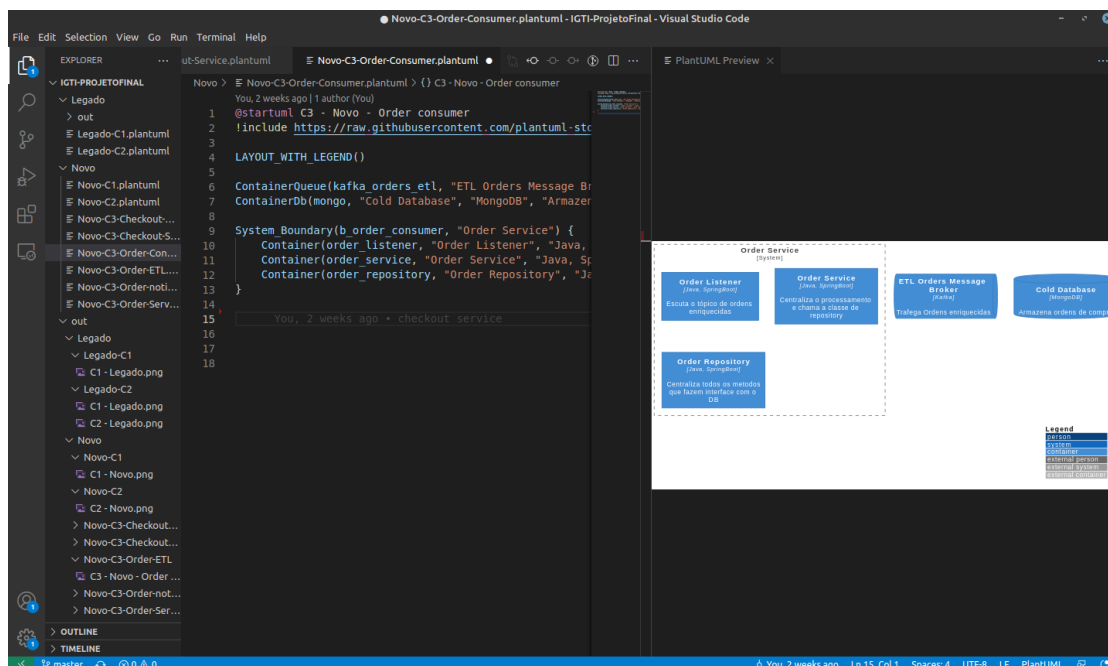 ● Novo-C3-Order-Consumer.plantuml - IGTI-ProjetoFinal - Visual Studio Code
File Edit Selection View Go Run Terminal Help
EXPLORER ···
ut-Service.plantuml
Novo-C3-Order-Consumer.plantuml ●
PlantUML Preview ×
IGTI-PROJETOFINAL
Legado
out
Legado-C1.plantuml
Legado-C2.plantuml
Novo
Novo-C1.plantuml
Novo-C2.plantuml
Novo-C3-Checkout-...
Novo-C3-Checkout-S...
Novo-C3-Order-Con...
Novo-C3-Order-ETL....
Novo-C3-Order-noti...
Novo-C3-Order-Serv...
out
Legado
Legado-C1
C1 - Legado.png
Legado-C2
C1 - Legado.png
C2 - Legado.png
Novo
Novo-C1
C1 - Novo.png
Novo-C2
C2 - Novo.png
Novo-C3-Checkout...
Novo-C3-Checkout...
Novo-C3-Order-ETL
C3 - Novo - Order ...
Novo-C3-Order-not...
Novo-C3-Order-Ser...
OUTLINE
TIMELINE
Novo > Novo-C3-Order-Consumer.plantuml > {} C3 - Novo - Order consumer
You, 2 weeks ago | 1 author (You)
1 @startuml C3 - Novo - Order consumer
2 !include https://raw.githubusercontent.com/plantuml-std
3
4 LAYOUT_WITH_LEGEND()
5
6 ContainerQueue(kafka_orders_etl, "ETL Orders Message Br
7 ContainerDb(mongo, "Cold Database", "MongoDB", "Armazen
8
9 System_Boundary(b_order_consumer, "Order Service") {
10 Container(order_listener, "Order Listener", "Java,
11 Container(order_service, "Order Service", "Java, Sp
12 Container(order_repository, "Order Repository", "Ja
13 }
14
15 You, 2 weeks ago • checkout service
16
17
18
Order Service
[System]
Order Listener
[Java, SpringBoot]
Escuta o tópico de ordens
enriquecidas
Order Service
[Java, SpringBoot]
Centraliza o processamento
e chama a classe de
repository
ETL Orders Message
Broker
[Kafka]
Trafega Ordens enriquecidas
Cold Database
[MongoDB]
Armazena ordens de comp
Order Repository
[Java, SpringBoot]
Centraliza todos os metodos
que fazem interface com o
DB
Legend
person
system
container
external person
external system
external container
1
1
1
master 0 0
You, 2 weeks ago Ln 15, Col 1 Spaces: 4 UTF-8 LF PlantUML